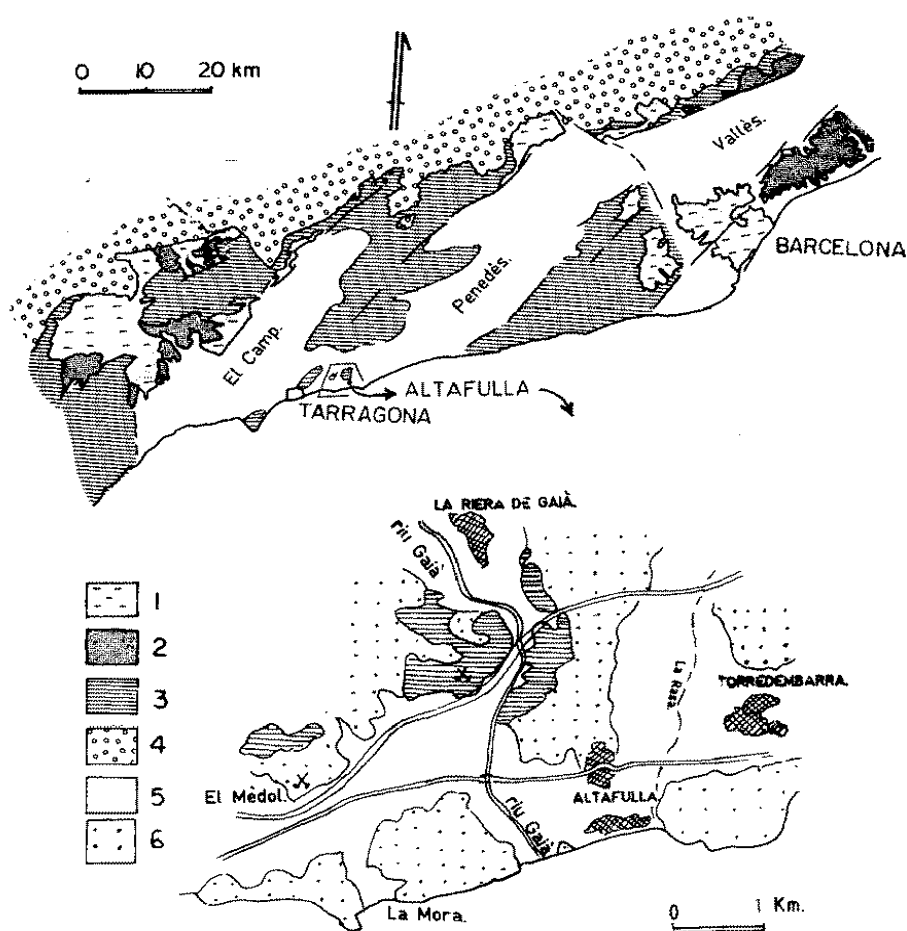 0 10 20 km
Vallès.
BARCELONA
Penedès.
El Camp.
ALTAFULLA
TARRAGONA
LA RIERA DE GAIÀ.
riu Gaià
1
2
3
4
5
6
La Rasa
TORREDEMBARRA.
El Mèdol.
ALTAFULLA
riu Gaià
La Mora.
0 1 Km.